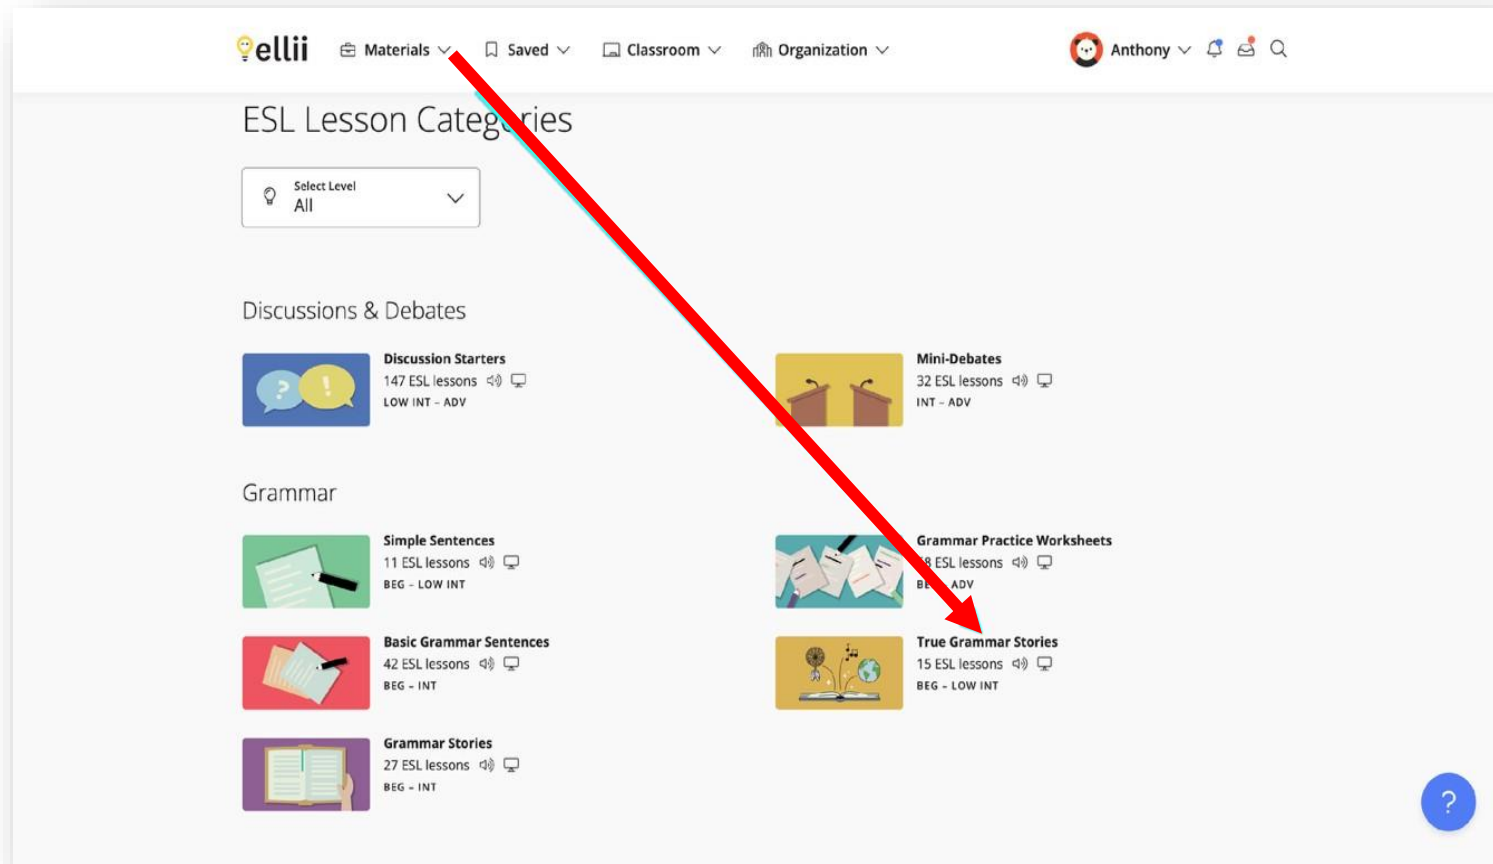 ellii Materials Saved Classroom Organization Anthony
ESL Lesson Categories
Select Level
All
Discussions & Debates
Discussion Starters
147 ESL lessons
LOW INT – ADV
? !
Mini-Debates
32 ESL lessons
INT – ADV
Grammar
Simple Sentences
11 ESL lessons
BEG – LOW INT
Grammar Practice Worksheets
ESL lessons
ADV
Basic Grammar Sentences
42 ESL lessons
BEG – INT
True Grammar Stories
15 ESL lessons
BEG – LOW INT
Grammar Stories
27 ESL lessons
BEG – INT
?